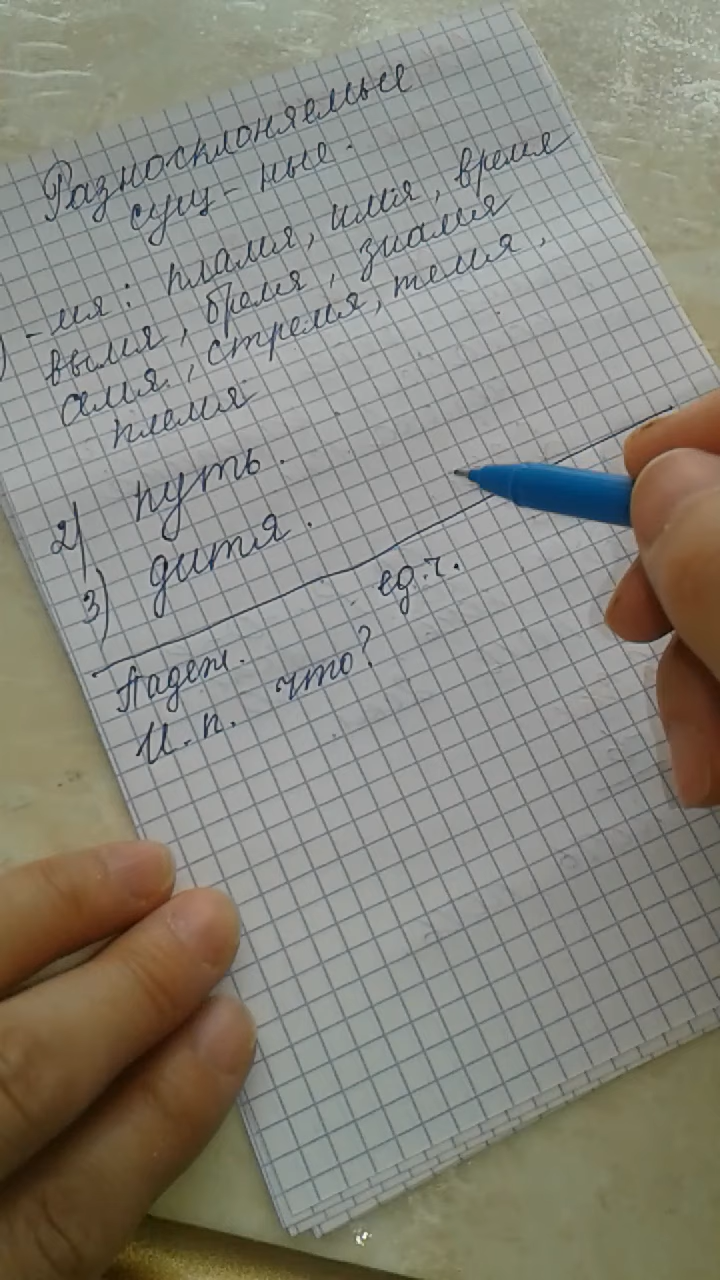 Разносклоняемые
сущ-ные.
) -мя: пламя, имя, время
вымя, бремя, знамя
семя, стремя, темя,
племя
2) путь.
3) дитя.
Падеж. ед.ч.
И.п. что?